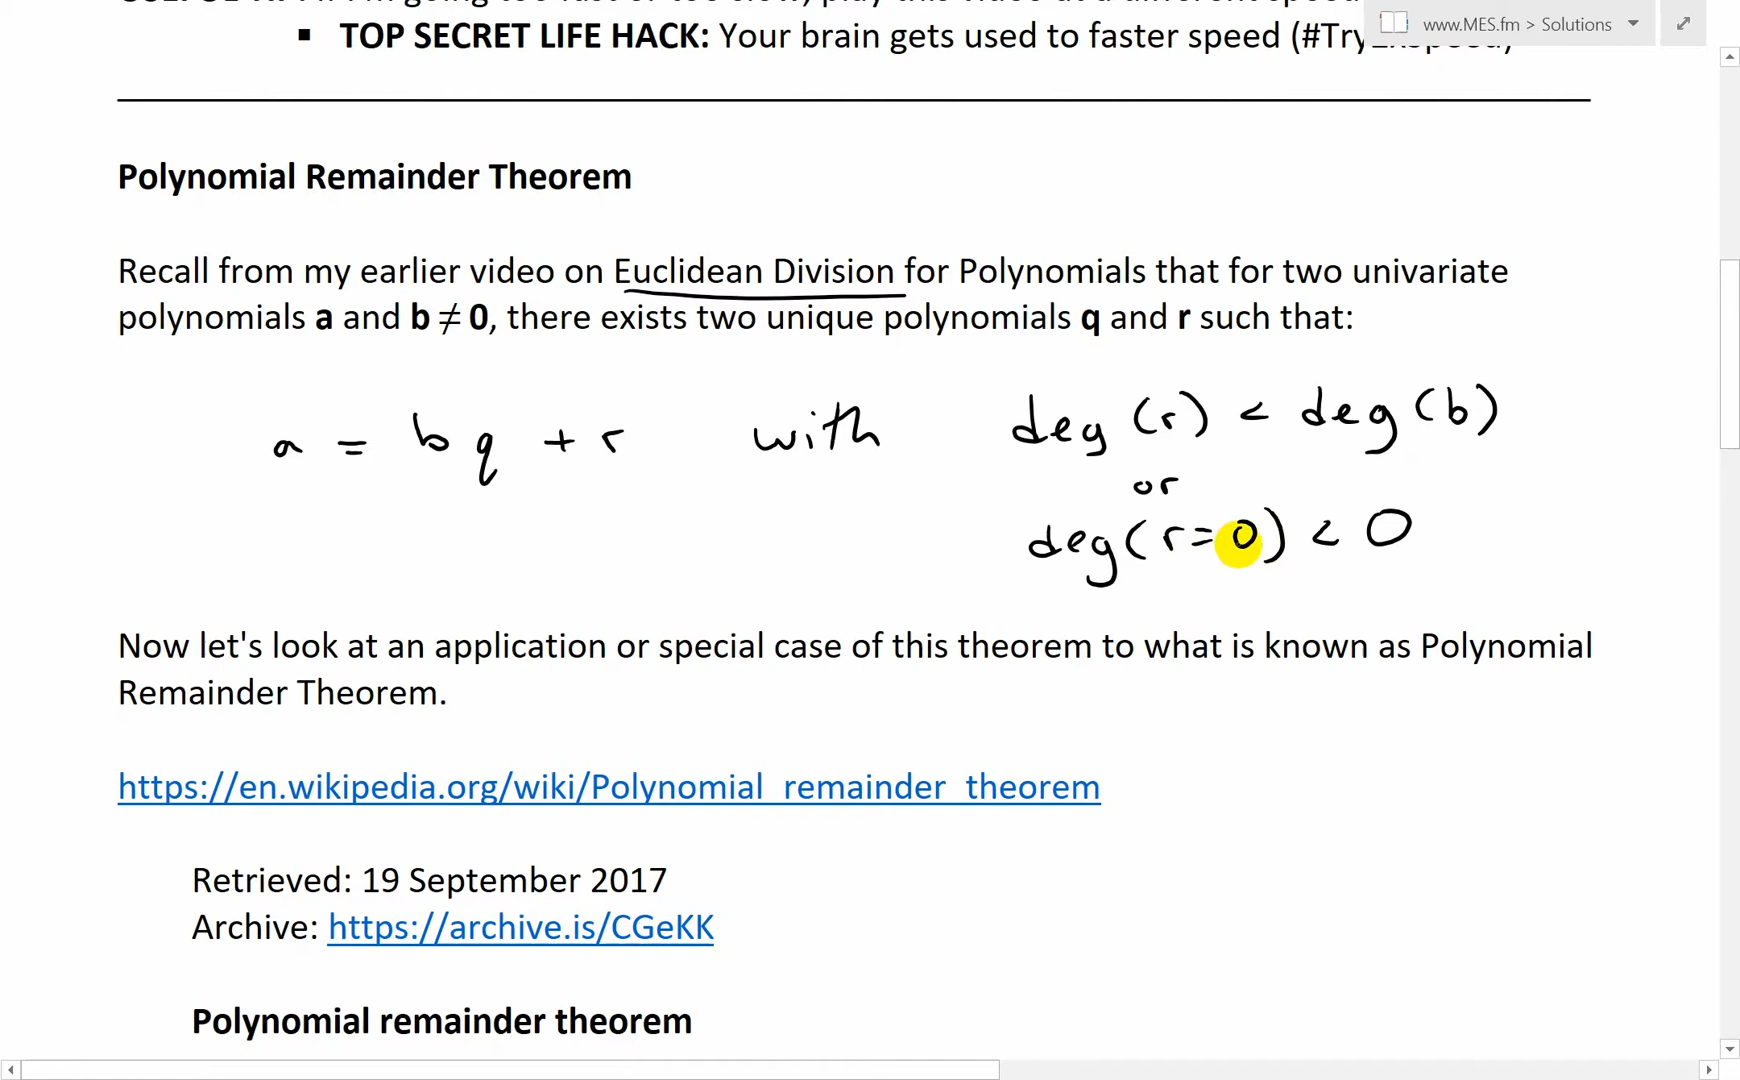 ▪ TOP SECRET LIFE HACK: Your brain gets used to faster speed
www.MES.fm > Solutions
Polynomial Remainder Theorem
Recall from my earlier video on Euclidean Division for Polynomials that for two univariate
polynomials a and b ≠ 0, there exists two unique polynomials q and r such that:
a = b q + r with deg (r) < deg (b)
or
deg(r=0) < 0
Now let's look at an application or special case of this theorem to what is known as Polynomial
Remainder Theorem.
https://en.wikipedia.org/wiki/Polynomial_remainder_theorem
Retrieved: 19 September 2017
Archive: https://archive.is/CGeKK
Polynomial remainder theorem